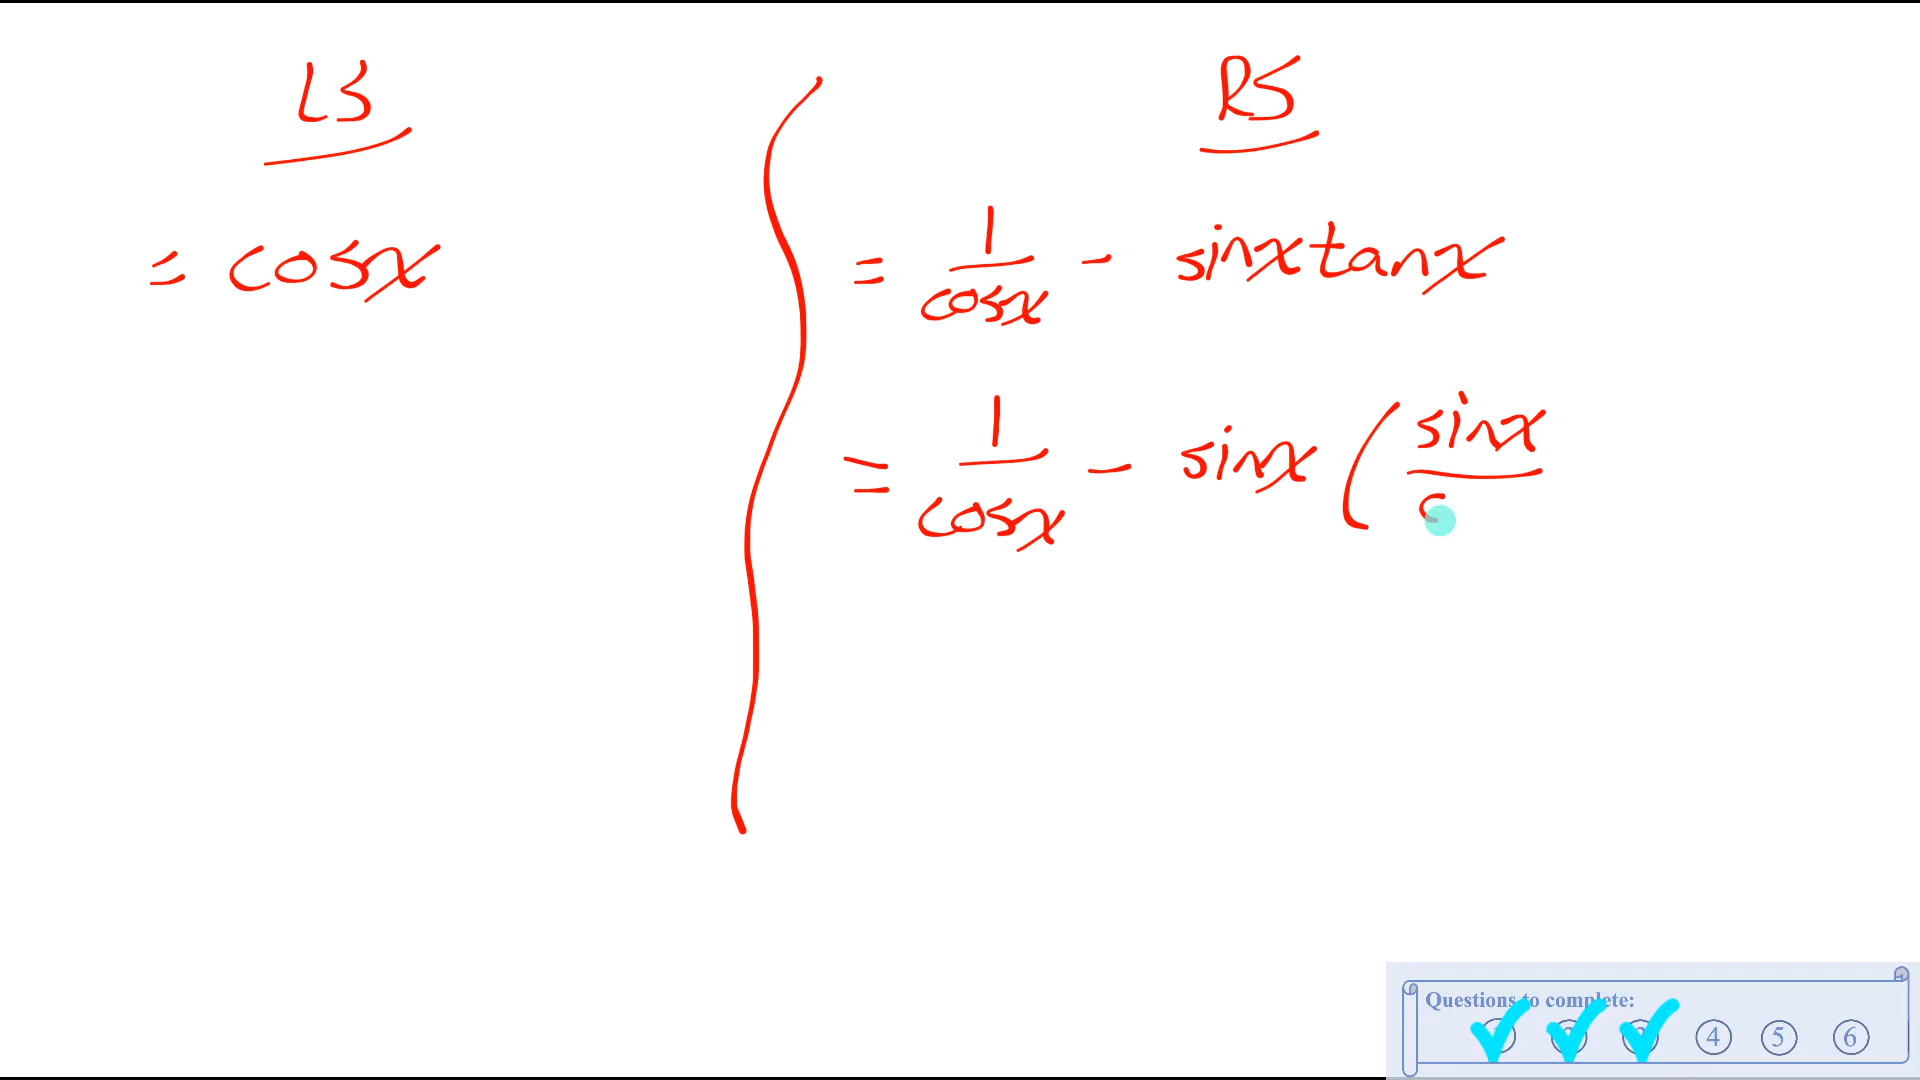 LS
= cosx
RS
= 1/cosx - sinx tanx
= 1/cosx - sinx ( sinx/c
Questions to complete:
4 5 6